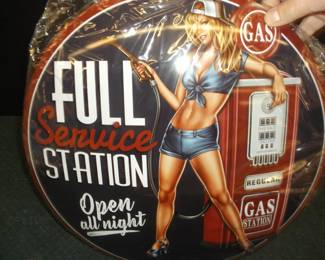 GAS
FULL
Service
STATION
Open
all night
REGULAR
GAS
STATION